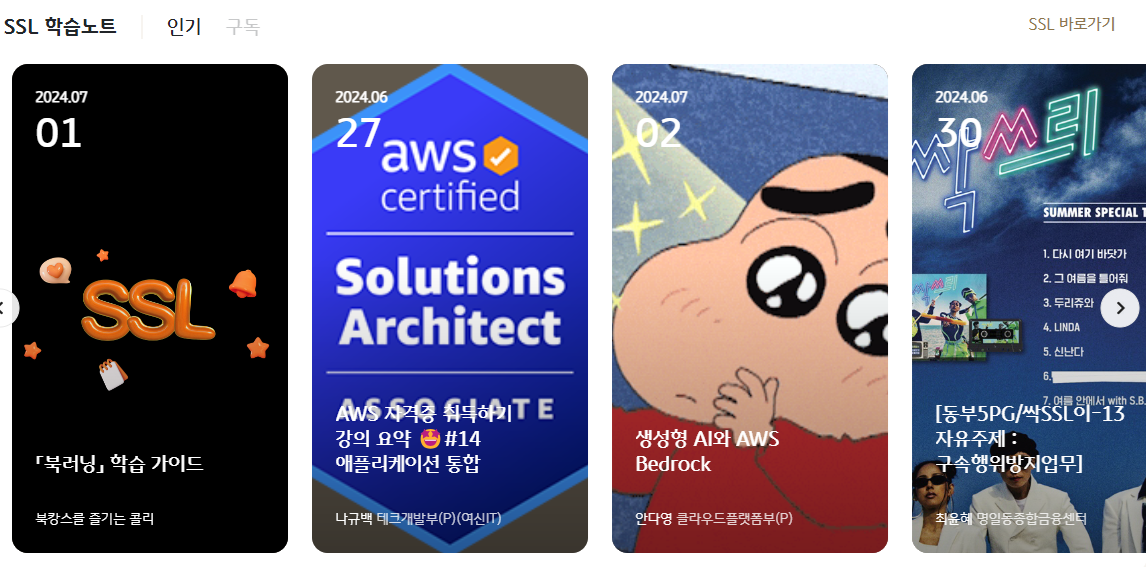 SSL 학습노트
인기
구독
SSL 바로가기
2024.07
01
SSL
「북러닝」 학습 가이드
북캉스를 즐기는 콜리
2024.06
27
aws
certified
Solutions
Architect
ASSOCIATE
AWS 자격증 취득하기
강의 요약 🤩#14
애플리케이션 통합
나규백 테크개발부(P)(여신IT)
2024.07
02
생성형 AI와 AWS
Bedrock
안다영 클라우드플랫폼부(P)
2024.06
30
싹쓰리
SUMMER SPECIAL T
1. 다시 여기 바닷가
2. 그 여름을 틀어줘
3. 두리쥬와
4. LINDA
5. 신난다
6.
7. 여름 안에서 with S.B.
[동부5PG/싹SSL이-13
자유주제 :
구속행위방지업무]
최윤혜 명일동종합금융센터